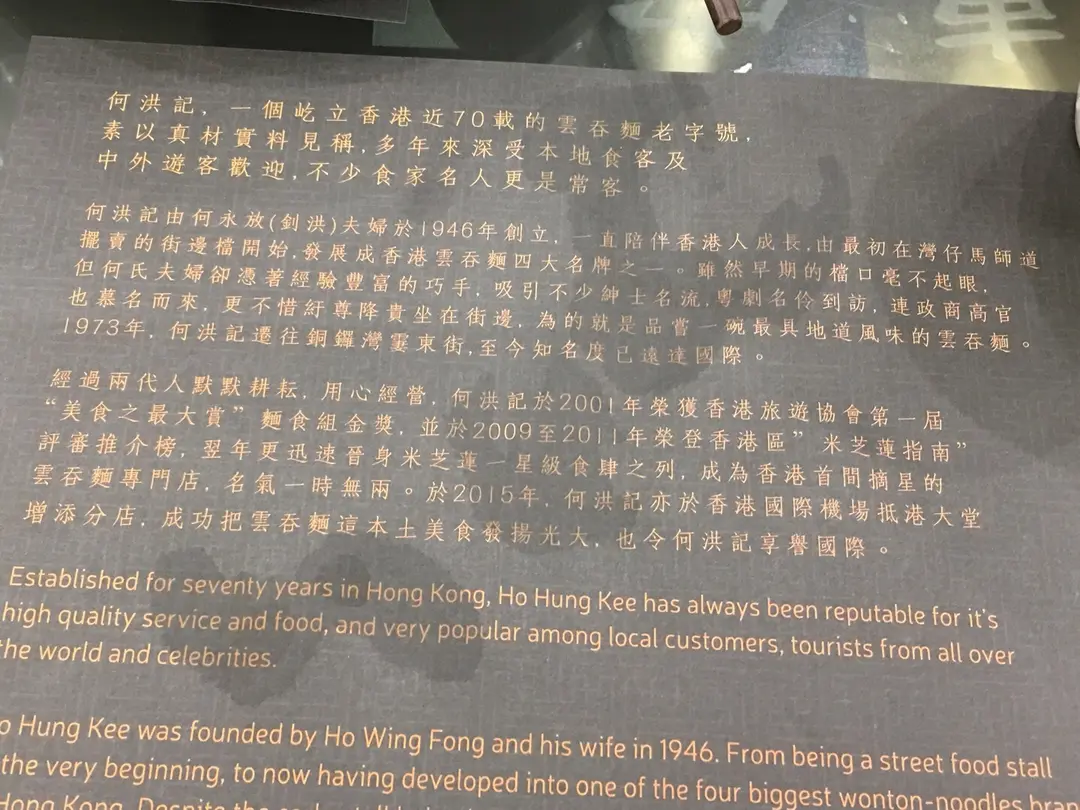 何洪記，一個屹立香港近70載的雲吞麵老字號，
素以真材實料見稱，多年來深受本地食客及
中外遊客歡迎，不少食家名人更是常客。
何洪記由何永放(釗洪)夫婦於1946年創立，一直陪伴香港人成長，由最初在灣仔馬師道
擺賣的街邊檔開始，發展成香港雲吞麵四大名牌之一。雖然早期的檔口毫不起眼，
但何氏夫婦卻憑著經驗豐富的巧手，吸引不少紳士名流，粵劇名伶到訪，連政商高官
也慕名而來，更不惜紆尊降貴坐在街邊，為的就是品嘗一碗最具地道風味的雲吞麵。
1973年，何洪記遷往銅鑼灣霎東街，至今知名度已遠達國際。
經過兩代人默默耕耘，用心經營，何洪記於2001年榮獲香港旅遊協會第一屆
“美食之最大賞”麵食組金獎，並於2009至2011年榮登香港區”米芝蓮指南”
評審推介榜，翌年更迅速晉身米芝蓮一星級食肆之列，成為香港首間摘星的
雲吞麵專門店，名氣一時無兩。於2015年，何洪記亦於香港國際機場抵港大堂
增添分店，成功把雲吞麵這本土美食發揚光大，也令何洪記享譽國際。
Established for seventy years in Hong Kong, Ho Hung Kee has always been reputable for it's
high quality service and food, and very popular among local customers, tourists from all over
the world and celebrities.
o Hung Kee was founded by Ho Wing Fong and his wife in 1946. From being a street food stall
the very beginning, to now having developed into one of the four biggest wonton-noodles
Hong Kong. Despite the